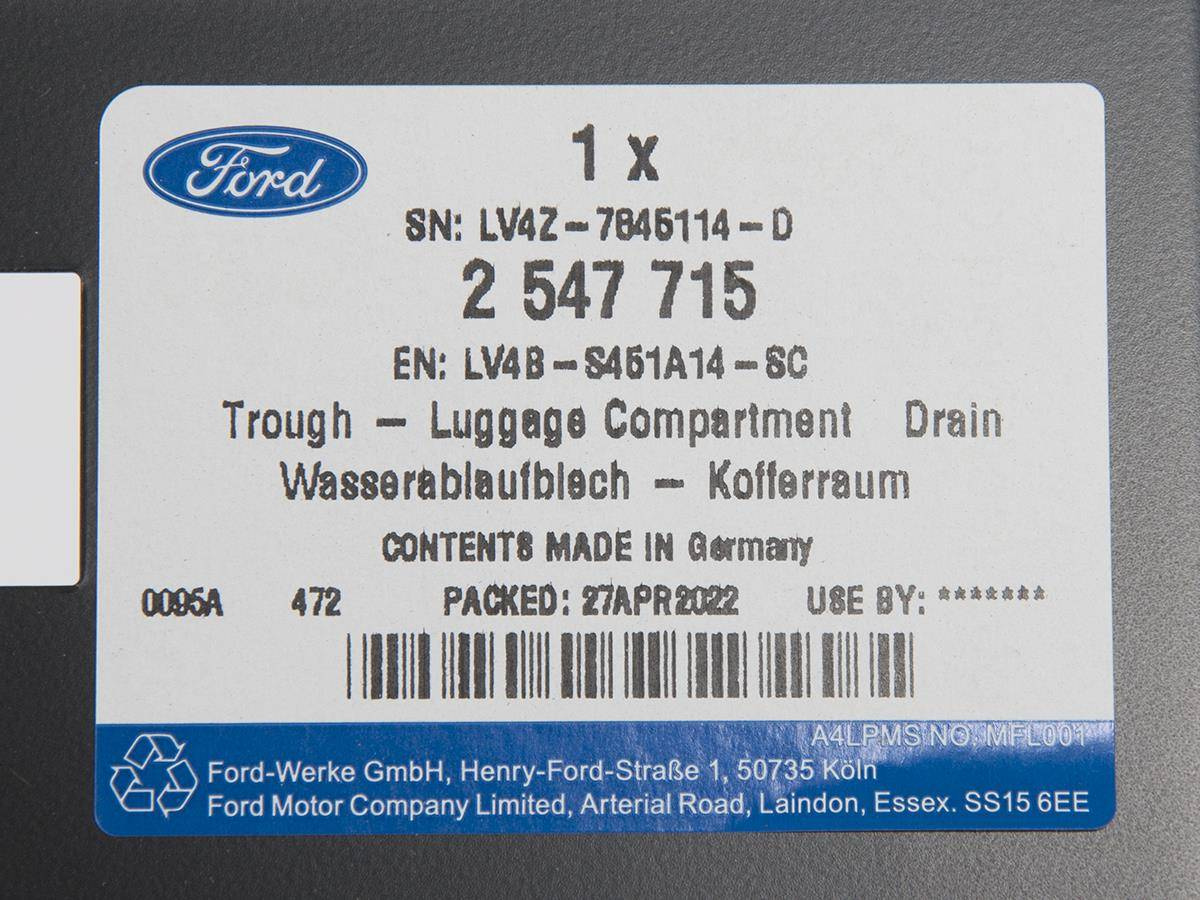 Ford
1 x
SN: LV4Z-7845114-D
2 547 715
EN: LV4B-S451A14-SC
Trough - Luggage Compartment Drain
Wasserablaufblech - Kofferraum
CONTENTS MADE IN Germany
0095A 472 PACKED: 27APR2022 USE BY: *******
A4LPMS NO. MFL001
Ford-Werke GmbH, Henry-Ford-Straße 1, 50735 Köln
Ford Motor Company Limited, Arterial Road, Laindon, Essex. SS15 6EE